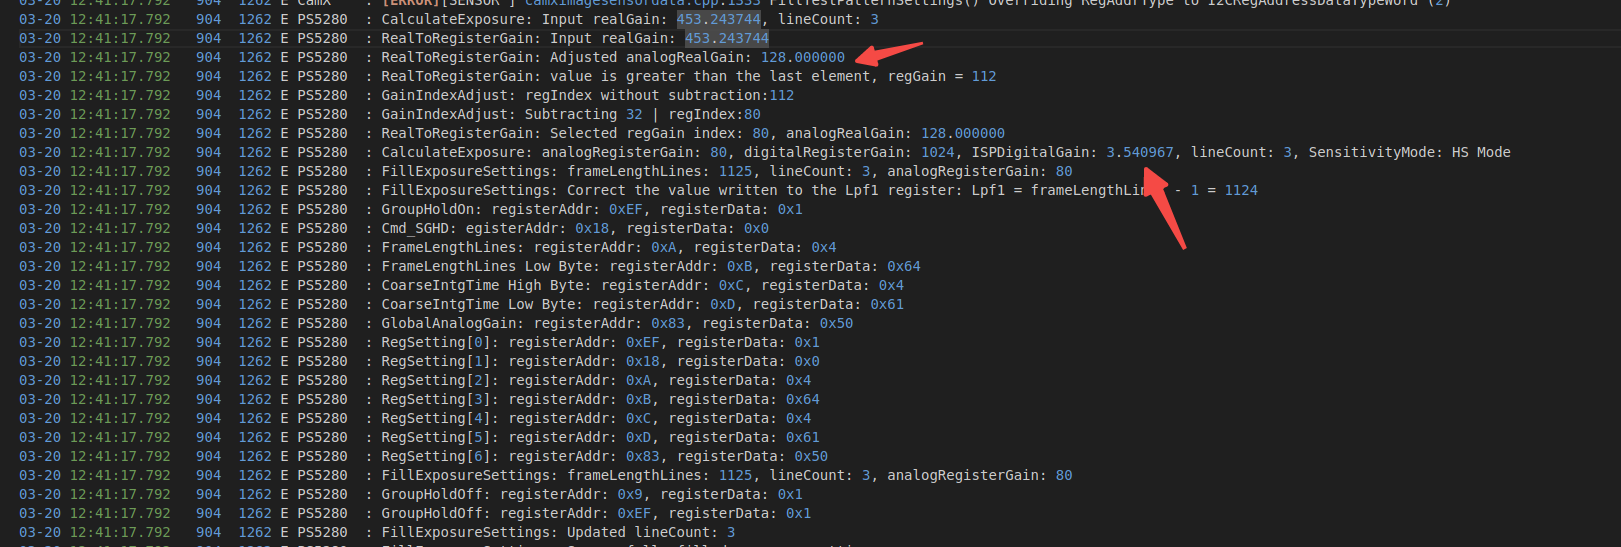 03-20 12:41:17.792 904 1262 E CamX : [ERROR][SENSOR ] camximagesensordata.cpp:1333 FillTestPatternSettings() Overriding RegAddrType to I2CRegAddressDataTypeWord (2)
03-20 12:41:17.792 904 1262 E PS5280 : CalculateExposure: Input realGain: 453.243744, lineCount: 3
03-20 12:41:17.792 904 1262 E PS5280 : RealToRegisterGain: Input realGain: 453.243744
03-20 12:41:17.792 904 1262 E PS5280 : RealToRegisterGain: Adjusted analogRealGain: 128.000000
03-20 12:41:17.792 904 1262 E PS5280 : RealToRegisterGain: value is greater than the last element, regGain = 112
03-20 12:41:17.792 904 1262 E PS5280 : GainIndexAdjust: regIndex without subtraction:112
03-20 12:41:17.792 904 1262 E PS5280 : GainIndexAdjust: Subtracting 32 | regIndex:80
03-20 12:41:17.792 904 1262 E PS5280 : RealToRegisterGain: Selected regGain index: 80, analogRealGain: 128.000000
03-20 12:41:17.792 904 1262 E PS5280 : CalculateExposure: analogRegisterGain: 80, digitalRegisterGain: 1024, ISPDigitalGain: 3.540967, lineCount: 3, SensitivityMode: HS Mode
03-20 12:41:17.792 904 1262 E PS5280 : FillExposureSettings: frameLengthLines: 1125, lineCount: 3, analogRegisterGain: 80
03-20 12:41:17.792 904 1262 E PS5280 : FillExposureSettings: Correct the value written to the Lpf1 register: Lpf1 = - 1 = 1124
03-20 12:41:17.792 904 1262 E PS5280 : GroupHoldOn: registerAddr: 0xEF, registerData: 0x1
03-20 12:41:17.792 904 1262 E PS5280 : Cmd_SGHD: egisterAddr: 0x18, registerData: 0x0
03-20 12:41:17.792 904 1262 E PS5280 : FrameLengthLines: registerAddr: 0xA, registerData: 0x4
03-20 12:41:17.792 904 1262 E PS5280 : FrameLengthLines Low Byte: registerAddr: 0xB, registerData: 0x64
03-20 12:41:17.792 904 1262 E PS5280 : CoarseIntgTime High Byte: registerAddr: 0xC, registerData: 0x4
03-20 12:41:17.792 904 1262 E PS5280 : CoarseIntgTime Low Byte: registerAddr: 0xD, registerData: 0x61
03-20 12:41:17.792 904 1262 E PS5280 : GlobalAnalogGain: registerAddr: 0x83, registerData: 0x50
03-20 12:41:17.792 904 1262 E PS5280 : RegSetting[0]: registerAddr: 0xEF, registerData: 0x1
03-20 12:41:17.792 904 1262 E PS5280 : RegSetting[1]: registerAddr: 0x18, registerData: 0x0
03-20 12:41:17.792 904 1262 E PS5280 : RegSetting[2]: registerAddr: 0xA, registerData: 0x4
03-20 12:41:17.792 904 1262 E PS5280 : RegSetting[3]: registerAddr: 0xB, registerData: 0x64
03-20 12:41:17.792 904 1262 E PS5280 : RegSetting[4]: registerAddr: 0xC, registerData: 0x4
03-20 12:41:17.792 904 1262 E PS5280 : RegSetting[5]: registerAddr: 0xD, registerData: 0x61
03-20 12:41:17.792 904 1262 E PS5280 : RegSetting[6]: registerAddr: 0x83, registerData: 0x50
03-20 12:41:17.792 904 1262 E PS5280 : FillExposureSettings: frameLengthLines: 1125, lineCount: 3, analogRegisterGain: 80
03-20 12:41:17.792 904 1262 E PS5280 : GroupHoldOff: registerAddr: 0x9, registerData: 0x1
03-20 12:41:17.792 904 1262 E PS5280 : GroupHoldOff: registerAddr: 0xEF, registerData: 0x1
03-20 12:41:17.792 904 1262 E PS5280 : FillExposureSettings: Updated lineCount: 3